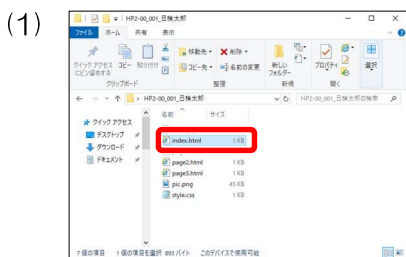 (1)
HP2-00_001_日検太郎
ファイル ホーム 共有 表示
クイック アクセスにピン留めする
コピー 貼り付け
移動先 削除
コピー先 名前の変更
新しいフォルダー
プロパティ
選択
クリップボード 整理 新規 開く
HP2-00_001_日検太郎 HP2-00_001_日検太郎の検索
名前 サイズ
クイック アクセス
デスクトップ
ダウンロード
ドキュメント
ピクチャ
index.html 1 KB
page2.html 1 KB
page3.html 1 KB
pic.png 45 KB
style.css 1 KB
7 個の項目 1 個の項目を選択 893 バイト このデバイスで使用可能